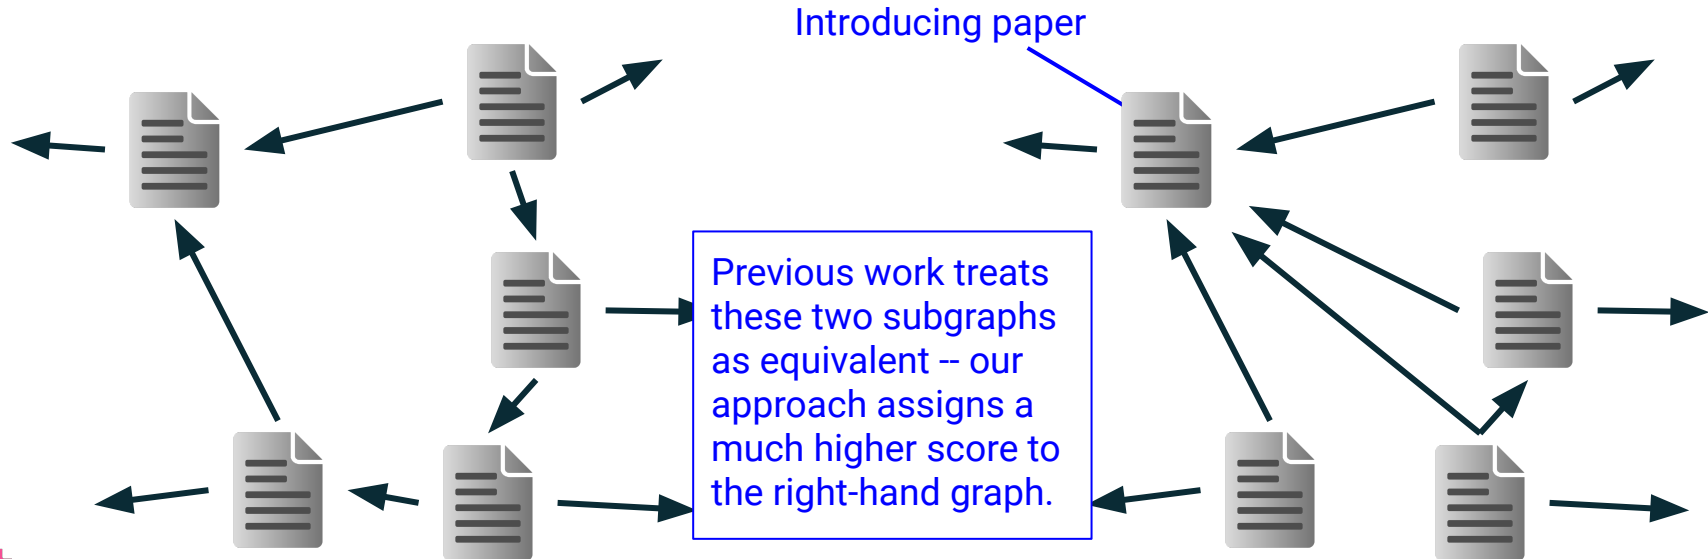 Introducing paper
Previous work treats
these two subgraphs
as equivalent -- our
approach assigns a
much higher score to
the right-hand graph.